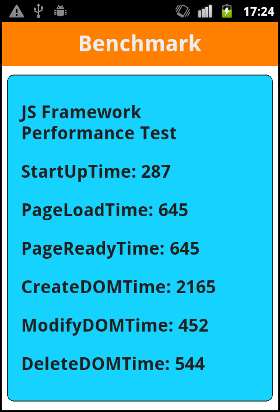 17:24
Benchmark
JS Framework
Performance Test
StartUpTime: 287
PageLoadTime: 645
PageReadyTime: 645
CreateDOMTime: 2165
ModifyDOMTime: 452
DeleteDOMTime: 544